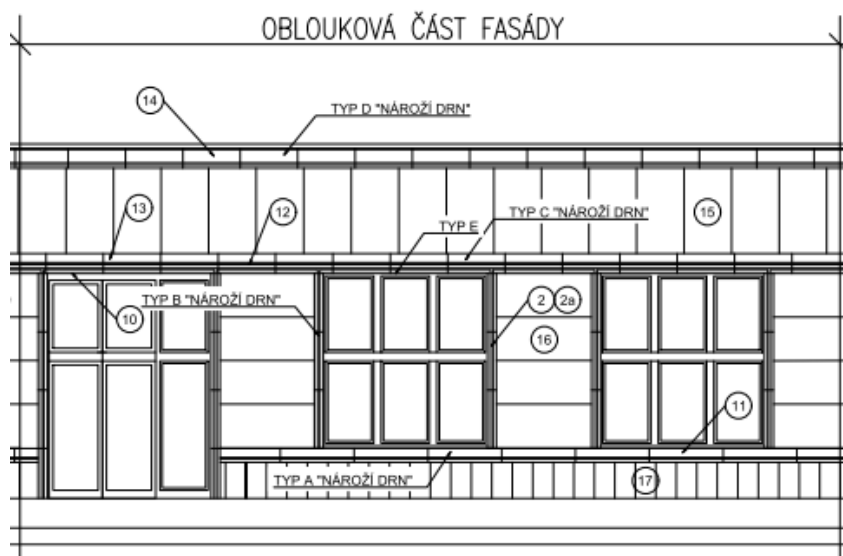 OBLOUKOVÁ ČÁST FASÁDY
14
TYP D "NÁROŽÍ DRN"
13
12
TYP C "NÁROŽÍ DRN"
15
TYP E
TYP B "NÁROŽÍ DRN"
10
2
2a
16
11
TYP A "NÁROŽÍ DRN"
17